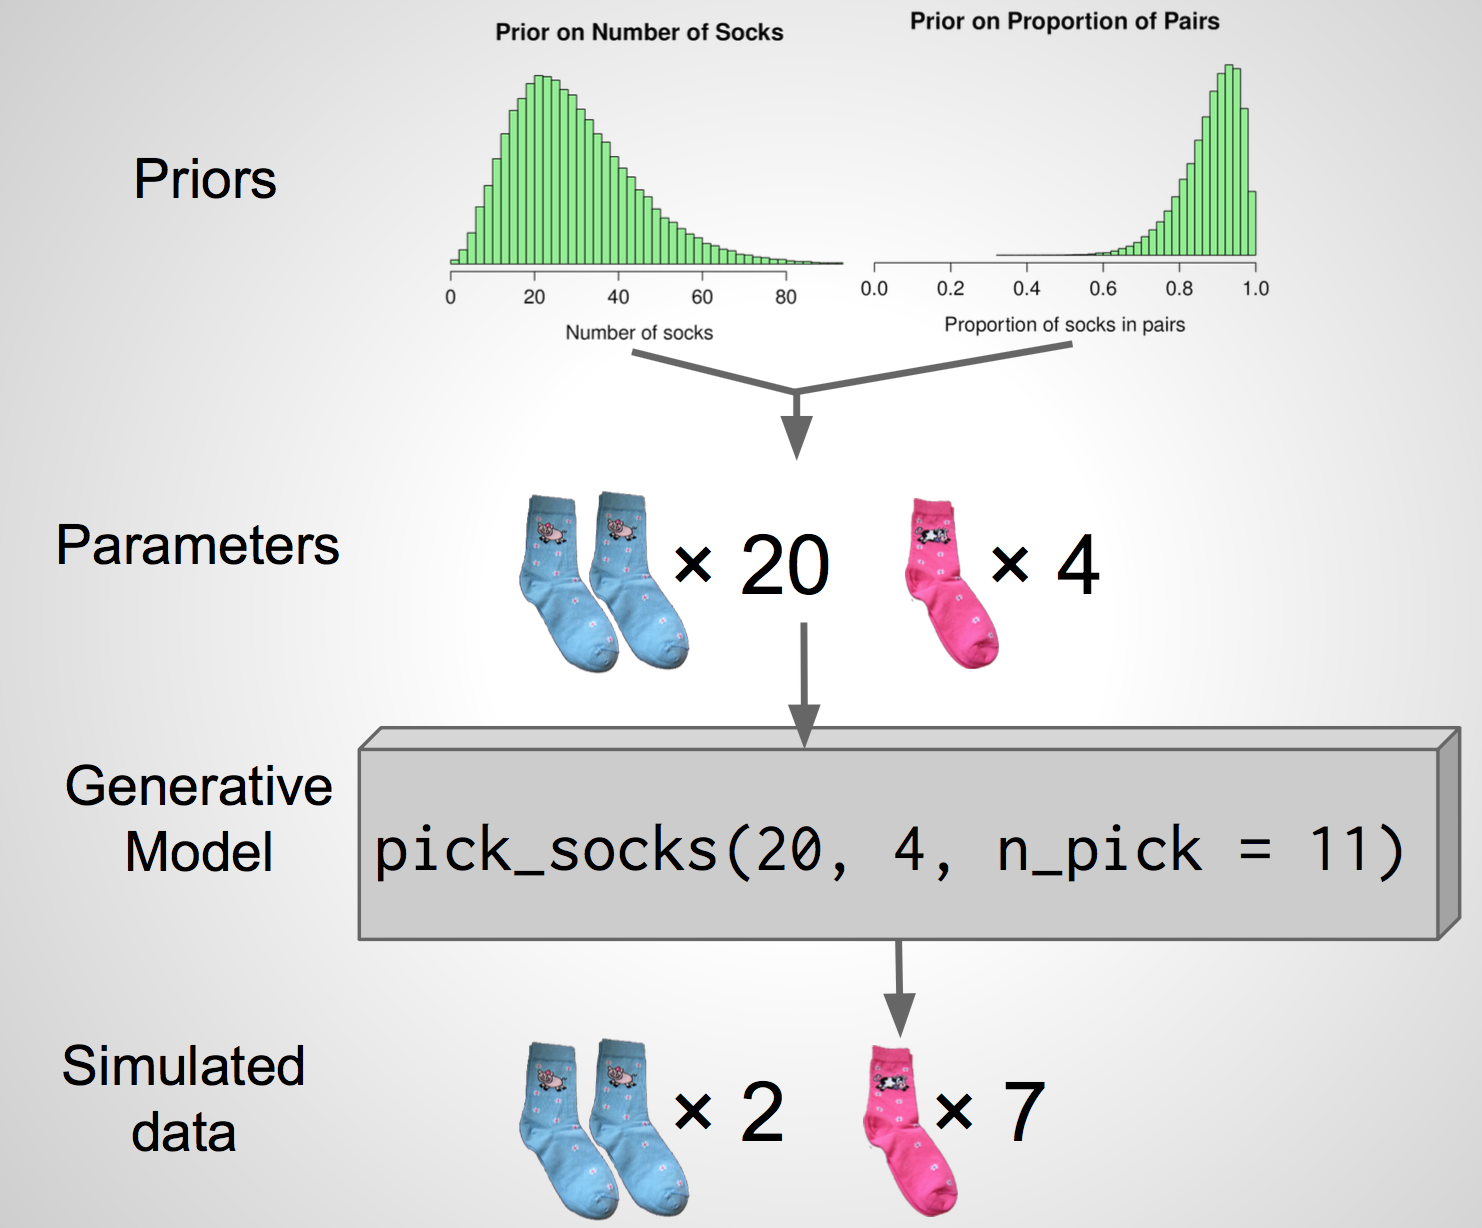 Prior on Number of Socks
Prior on Proportion of Pairs
Priors
0 20 40 60 80
Number of socks
0.0 0.2 0.4 0.6 0.8 1.0
Proportion of socks in pairs
Parameters
× 20
× 4
Generative
Model
pick_socks(20, 4, n_pick = 11)
Simulated
data
× 2
× 7